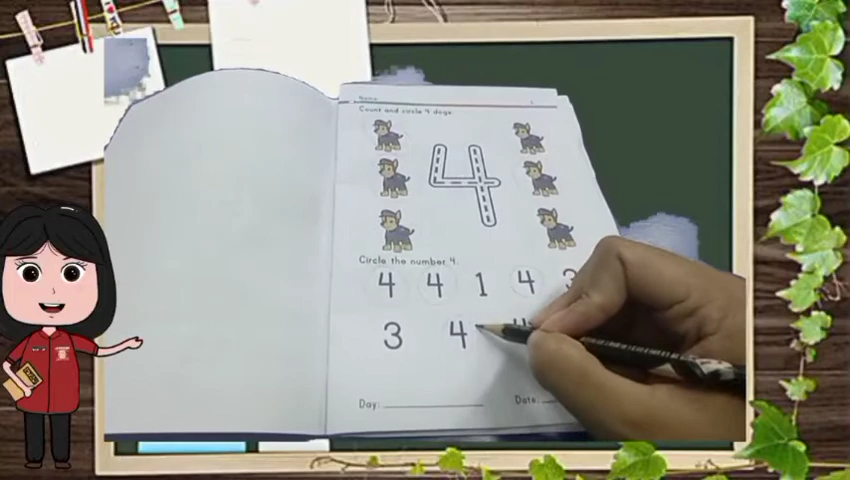 Name:
Count and circle 4 dogs.
4
Circle the number 4.
4 4 1 4 3
3 4
Day: Date: